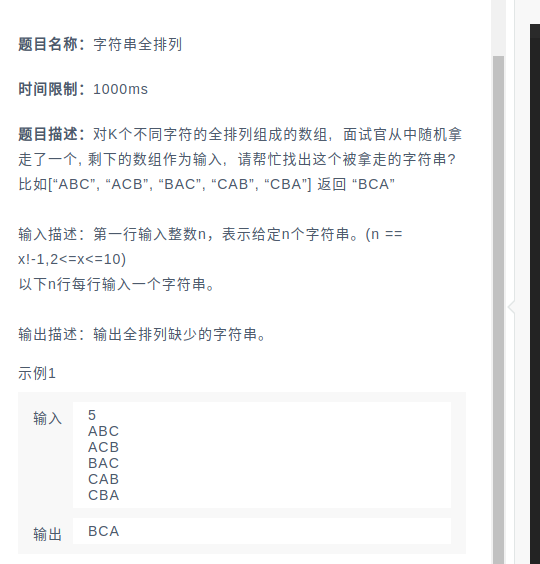 题目名称：字符串全排列
时间限制：1000ms
题目描述：对K个不同字符的全排列组成的数组，面试官从中随机拿
走了一个, 剩下的数组作为输入，请帮忙找出这个被拿走的字符串?
比如[“ABC”, “ACB”, “BAC”, “CAB”, “CBA”] 返回 “BCA”
输入描述：第一行输入整数n，表示给定n个字符串。(n ==
x!-1,2<=x<=10)
以下n行每行输入一个字符串。
输出描述：输出全排列缺少的字符串。
示例1
输入
5
ABC
ACB
BAC
CAB
CBA
输出
BCA